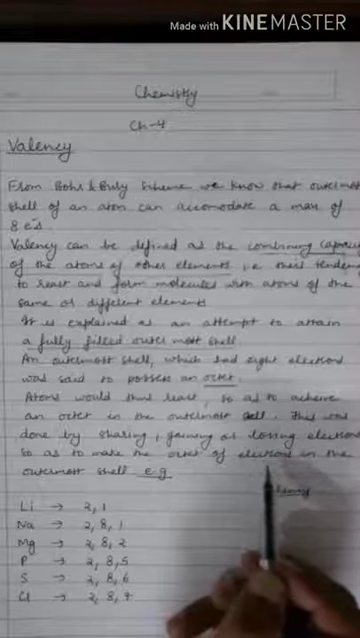 Made with KINEMASTER
Chemistry
Ch-4
Valency
From Bohr & Bury Scheme we know that outermost
shell of an atom can accomodate a max of
8 e's.
Valency can be defined as the combining capacity
of the atoms of other elements i.e their tenden
to react and form molecules with atoms of the
same or different elements
It is explained as an attempt to attain
a fully filled outer most shell
An outermost shell, which had eight electrons
was said to possess an octet.
Atoms would thus react, so as to achieve
an octet in the outermost shell. This was
done by sharing, gaining or lossing electrons
so as to make the octet of electrons in the
outermost shell e.g
Li → 2, 1
Na → 2, 8, 1
Mg → 2, 8, 2
P → 2, 8, 5
S → 2, 8, 6
Cl → 2, 8, 7